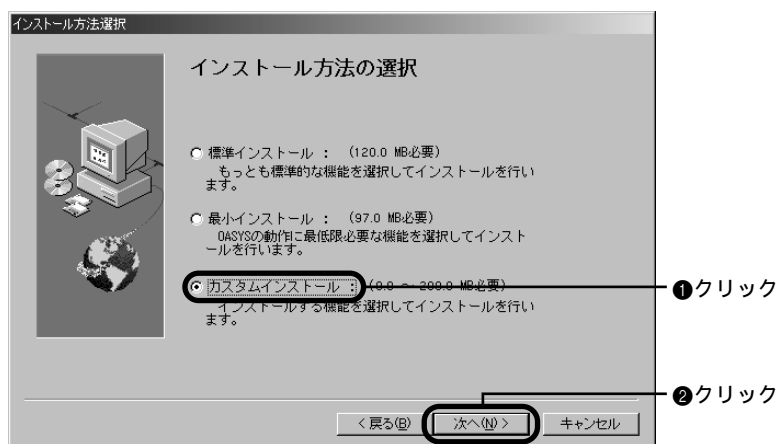 インストール方法選択
インストール方法の選択
標準インストール : (120.0 MB必要)
もっとも標準的な機能を選択してインストールを行い
ます。
最小インストール : (97.0 MB必要)
OASYSの動作に最低限必要な機能を選択してインスト
ールを行います。
カスタムインストール : (0.0 ～ 200.0 MB必要)
インストールする機能を選択してインストールを行い
ます。
❶クリック
❷クリック
< 戻る(B) 次へ(N) > キャンセル